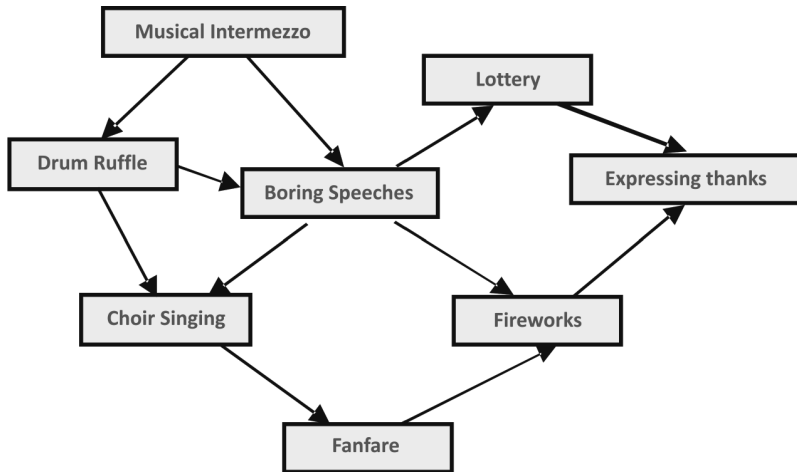 Musical Intermezzo
Lottery
Drum Ruffle
Boring Speeches
Expressing thanks
Choir Singing
Fireworks
Fanfare